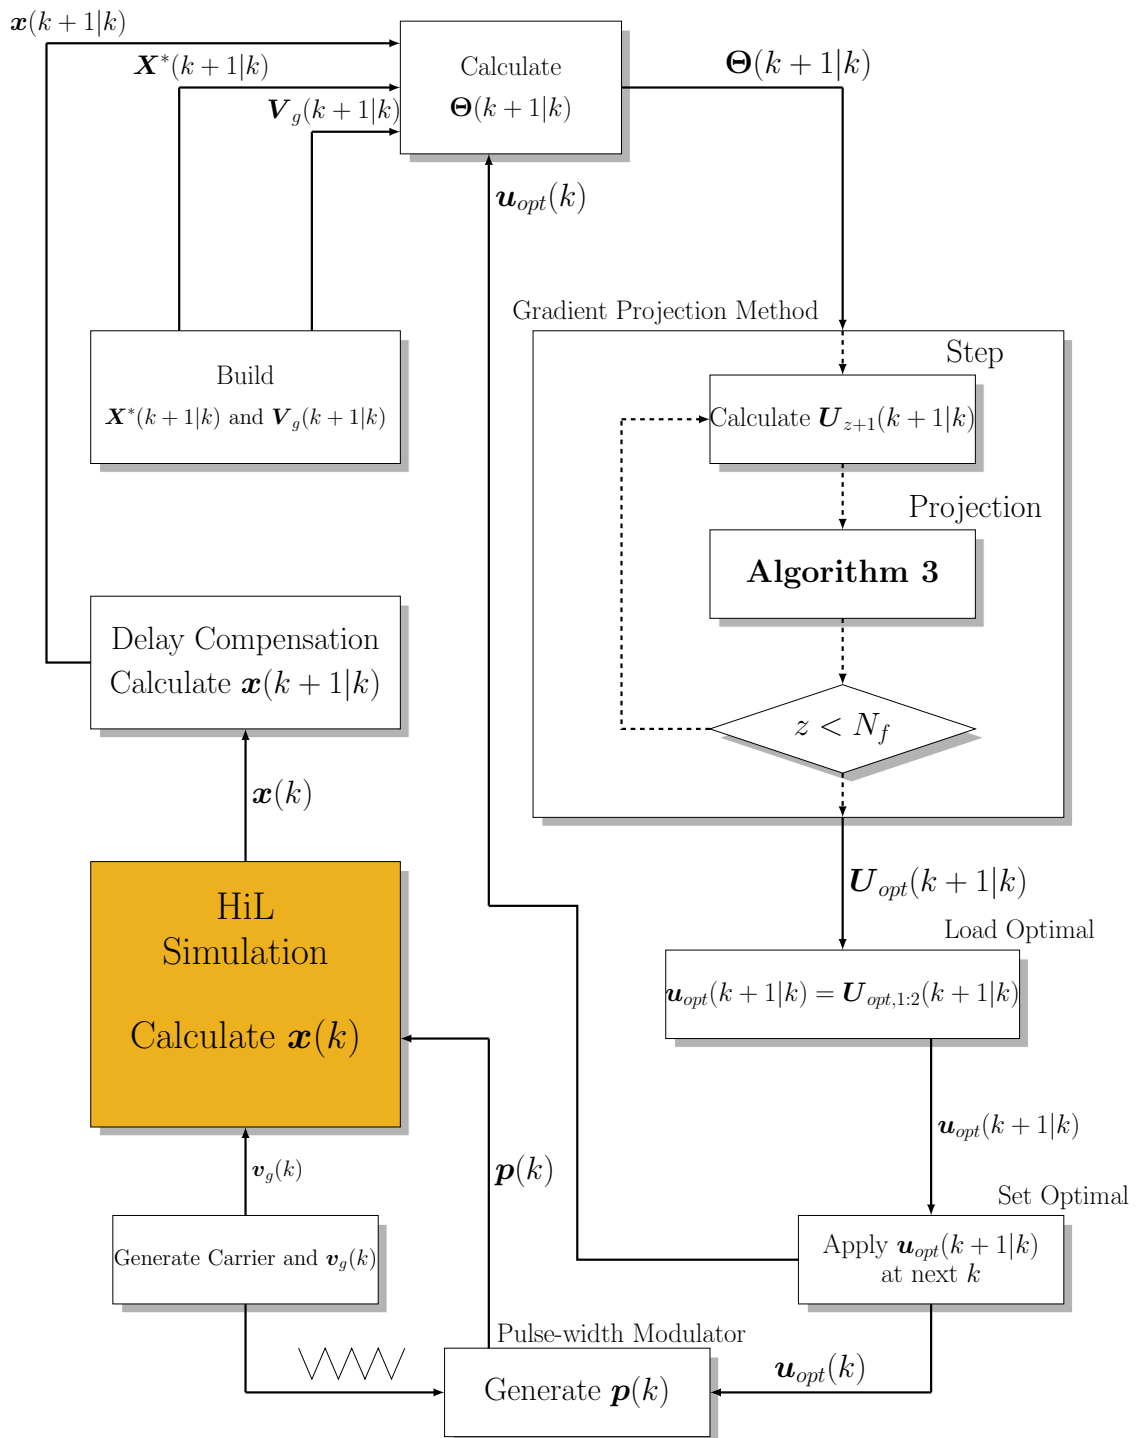 x(k+1|k)
X*(k+1|k)
V_g(k+1|k)
Calculate
Θ(k+1|k)
Θ(k+1|k)
u_opt(k)
Gradient Projection Method
Build
X*(k+1|k) and V_g(k+1|k)
Step
Calculate U_{z+1}(k+1|k)
Projection
Algorithm 3
z < N_f
Delay Compensation
Calculate x(k+1|k)
x(k)
HiL
Simulation
Calculate x(k)
U_opt(k+1|k)
Load Optimal
u_opt(k+1|k) = U_{opt,1:2}(k+1|k)
u_opt(k+1|k)
v_g(k)
p(k)
Set Optimal
Generate Carrier and v_g(k)
Apply u_opt(k+1|k)
at next k
Pulse-width Modulator
Generate p(k)
u_opt(k)